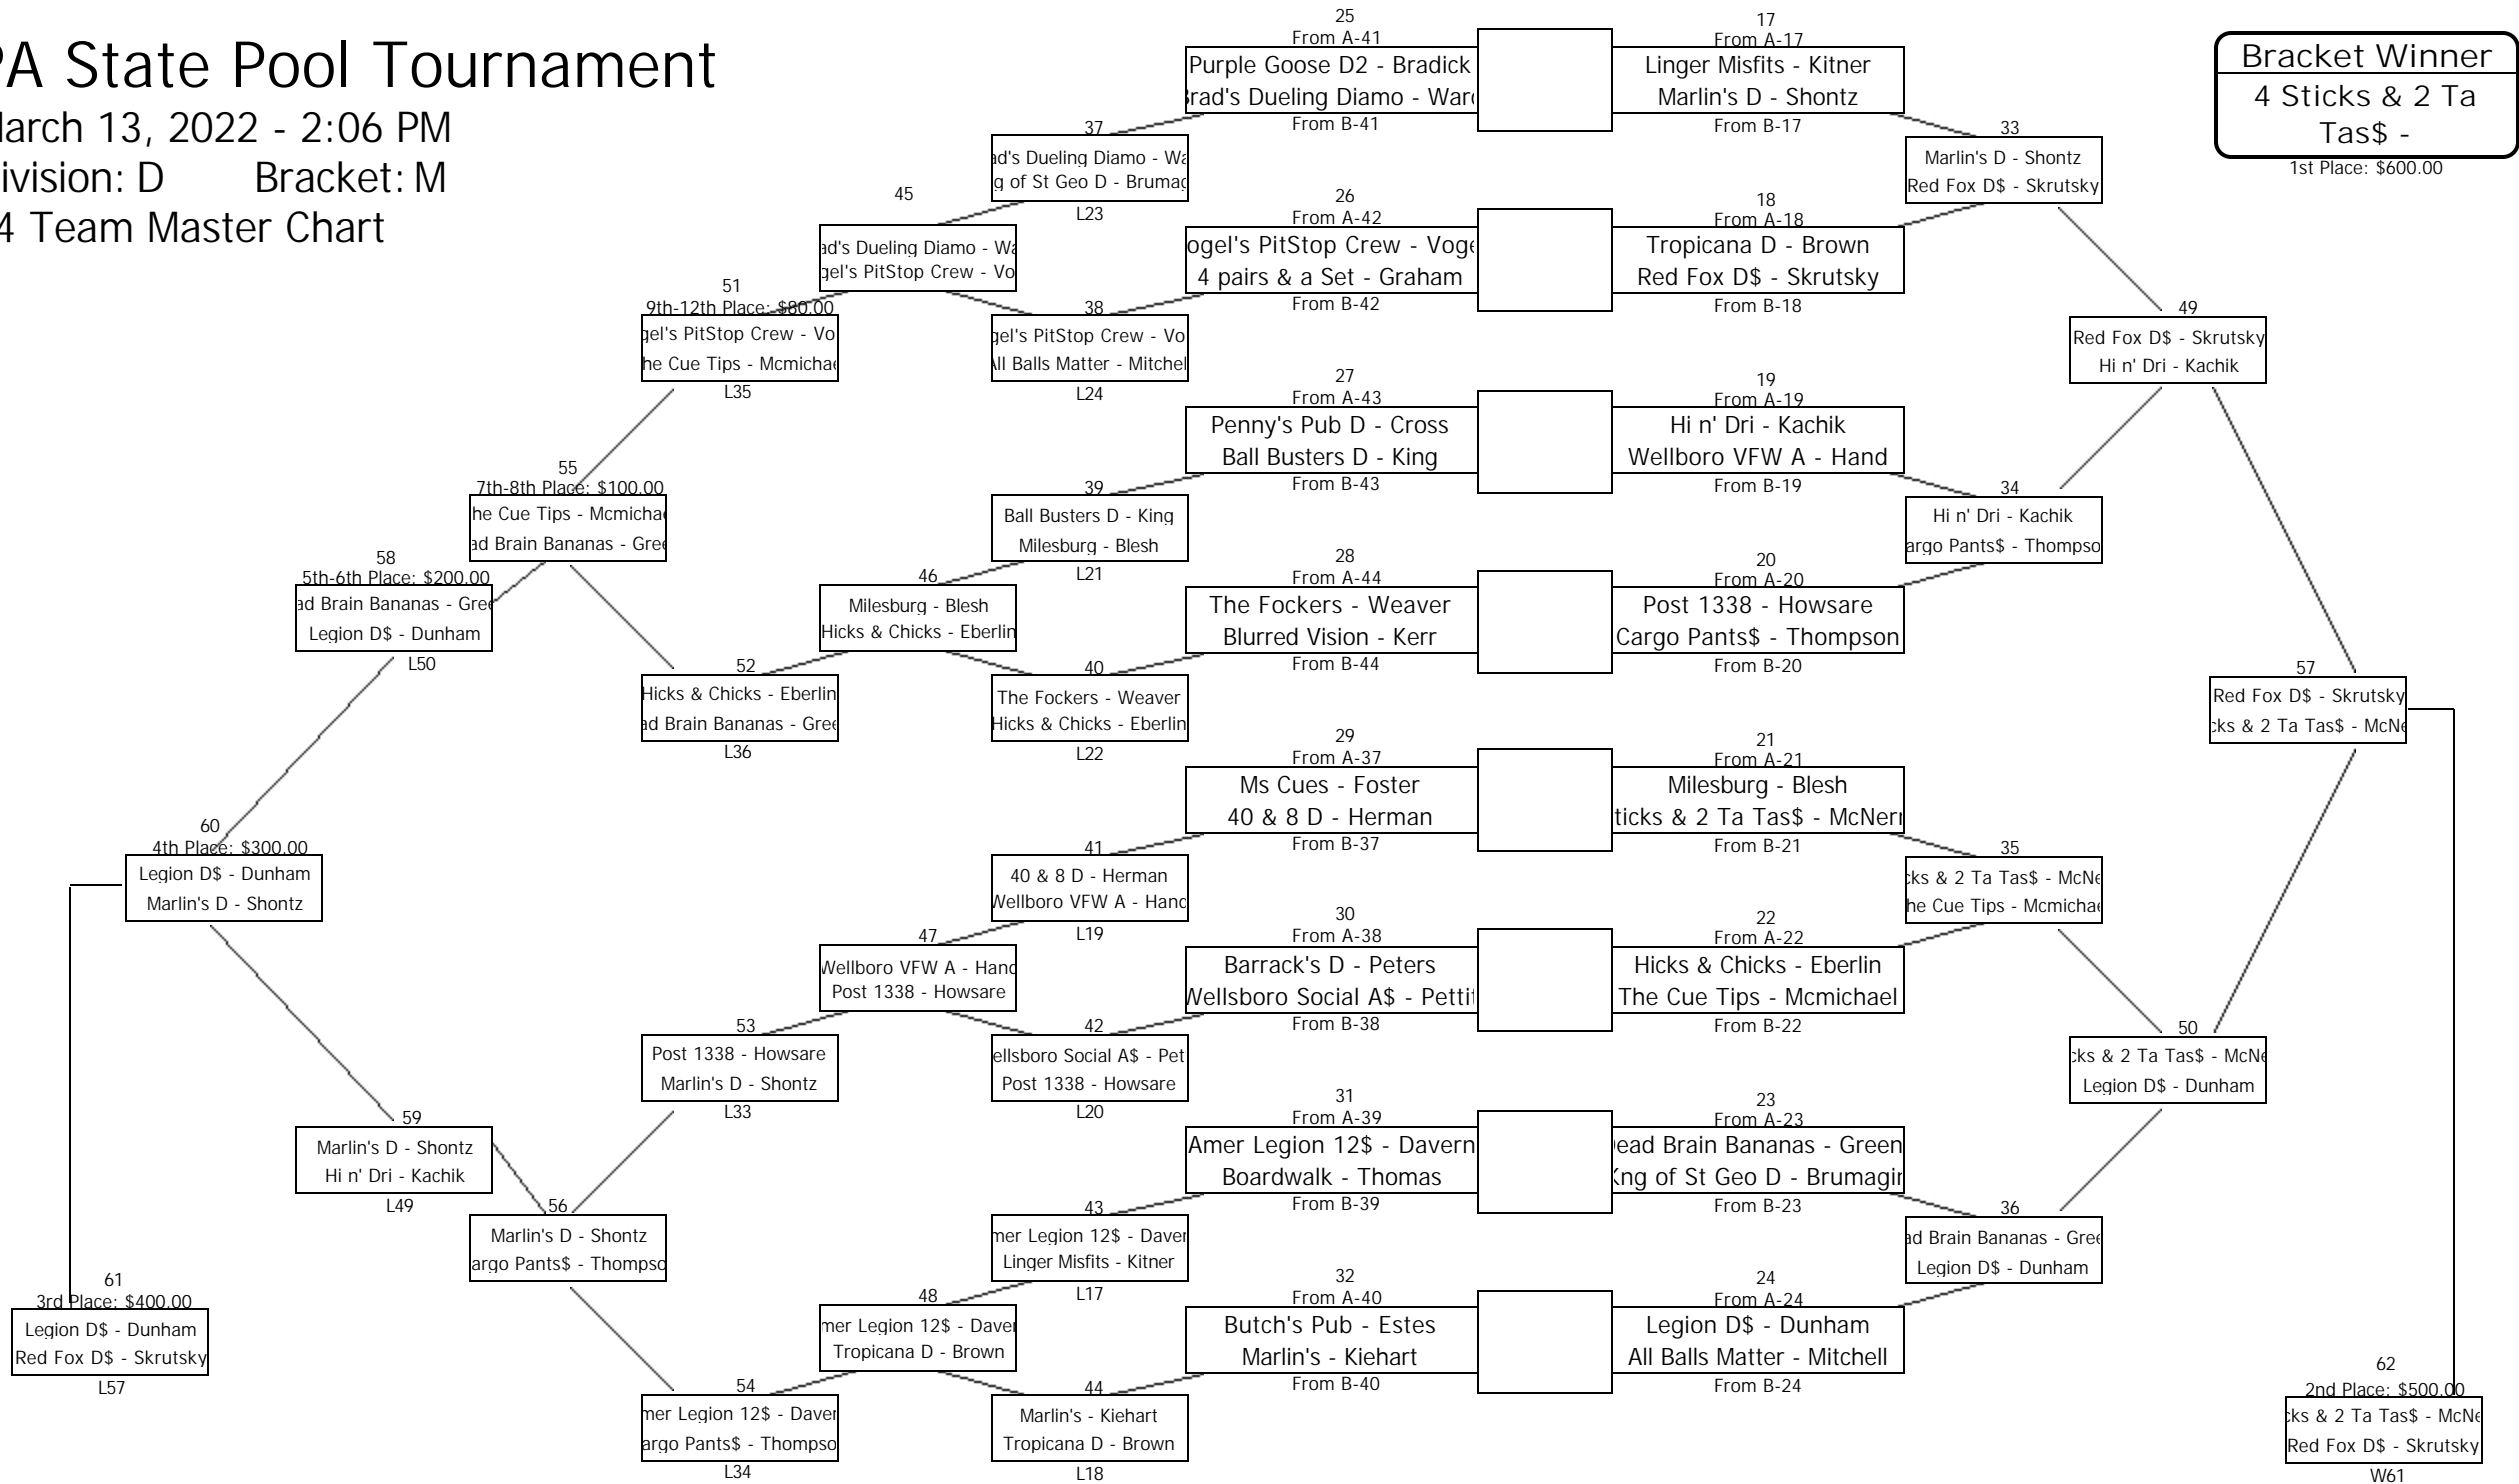 PA State Pool Tournament
March 13, 2022 - 2:06 PM
ivision: D Bracket: M
4 Team Master Chart
Bracket Winner
4 Sticks & 2 Ta
Tas$ -
1st Place: $600.00
61
3rd Place: $400.00
Legion D$ - Dunham
Red Fox D$ - Skrutsky
L57
60
4th Place: $300.00
Legion D$ - Dunham
Marlin's D - Shontz
58
5th-6th Place: $200.00
ad Brain Bananas - Gree
Legion D$ - Dunham
L50
59
Marlin's D - Shontz
Hi n' Dri - Kachik
L49
55
7th-8th Place: $100.00
he Cue Tips - Mcmichae
ad Brain Bananas - Gree
56
Marlin's D - Shontz
argo Pants$ - Thompso
51
9th-12th Place: $80.00
gel's PitStop Crew - Vo
he Cue Tips - Mcmichae
L35
52
Hicks & Chicks - Eberlin
ad Brain Bananas - Gree
L36
53
Post 1338 - Howsare
Marlin's D - Shontz
L33
54
mer Legion 12$ - Daver
argo Pants$ - Thompso
L34
45
ad's Dueling Diamo - Wa
gel's PitStop Crew - Vo
46
Milesburg - Blesh
Hicks & Chicks - Eberlin
47
Wellboro VFW A - Hand
Post 1338 - Howsare
48
mer Legion 12$ - Daver
Tropicana D - Brown
37
ad's Dueling Diamo - Wa
g of St Geo D - Brumag
L23
38
gel's PitStop Crew - Vo
All Balls Matter - Mitchel
L24
39
Ball Busters D - King
Milesburg - Blesh
L21
40
The Fockers - Weaver
Hicks & Chicks - Eberlin
L22
41
40 & 8 D - Herman
Wellboro VFW A - Hand
L19
42
ellsboro Social A$ - Pet
Post 1338 - Howsare
L20
43
mer Legion 12$ - Daver
Linger Misfits - Kitner
L17
44
Marlin's - Kiehart
Tropicana D - Brown
L18
25
From A-41
Purple Goose D2 - Bradick
Brad's Dueling Diamo - Ward
From B-41
26
From A-42
ogel's PitStop Crew - Voge
4 pairs & a Set - Graham
From B-42
27
From A-43
Penny's Pub D - Cross
Ball Busters D - King
From B-43
28
From A-44
The Fockers - Weaver
Blurred Vision - Kerr
From B-44
29
From A-37
Ms Cues - Foster
40 & 8 D - Herman
From B-37
30
From A-38
Barrack's D - Peters
Wellsboro Social A$ - Pettit
From B-38
31
From A-39
Amer Legion 12$ - Davern
Boardwalk - Thomas
From B-39
32
From A-40
Butch's Pub - Estes
Marlin's - Kiehart
From B-40
17
From A-17
Linger Misfits - Kitner
Marlin's D - Shontz
From B-17
18
From A-18
Tropicana D - Brown
Red Fox D$ - Skrutsky
From B-18
19
From A-19
Hi n' Dri - Kachik
Wellboro VFW A - Hand
From B-19
20
From A-20
Post 1338 - Howsare
Cargo Pants$ - Thompson
From B-20
21
From A-21
Milesburg - Blesh
ticks & 2 Ta Tas$ - McNerr
From B-21
22
From A-22
Hicks & Chicks - Eberlin
The Cue Tips - Mcmichael
From B-22
23
From A-23
Dead Brain Bananas - Green
Kng of St Geo D - Brumagin
From B-23
24
From A-24
Legion D$ - Dunham
All Balls Matter - Mitchell
From B-24
33
Marlin's D - Shontz
Red Fox D$ - Skrutsky
34
Hi n' Dri - Kachik
argo Pants$ - Thompso
35
cks & 2 Ta Tas$ - McNe
he Cue Tips - Mcmichae
36
ad Brain Bananas - Gree
Legion D$ - Dunham
49
Red Fox D$ - Skrutsky
Hi n' Dri - Kachik
50
cks & 2 Ta Tas$ - McNe
Legion D$ - Dunham
57
Red Fox D$ - Skrutsky
cks & 2 Ta Tas$ - McNe
62
2nd Place: $500.00
cks & 2 Ta Tas$ - McNe
Red Fox D$ - Skrutsky
W61